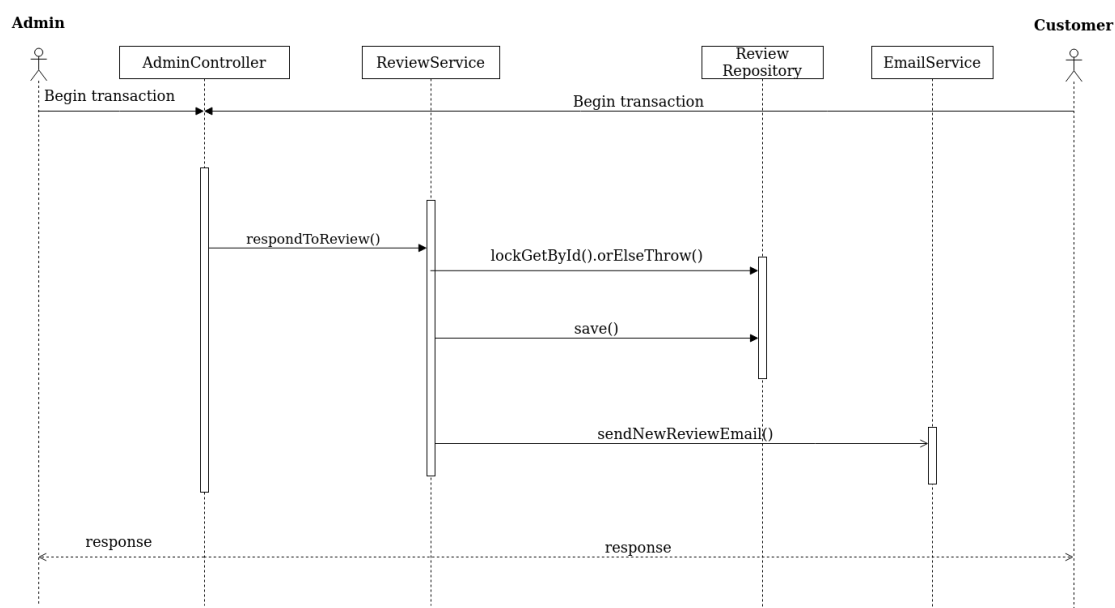 Admin
Customer
AdminController
ReviewService
Review
Repository
EmailService
Begin transaction
Begin transaction
respondToReview()
lockGetById().orElseThrow()
save()
sendNewReviewEmail()
response
response